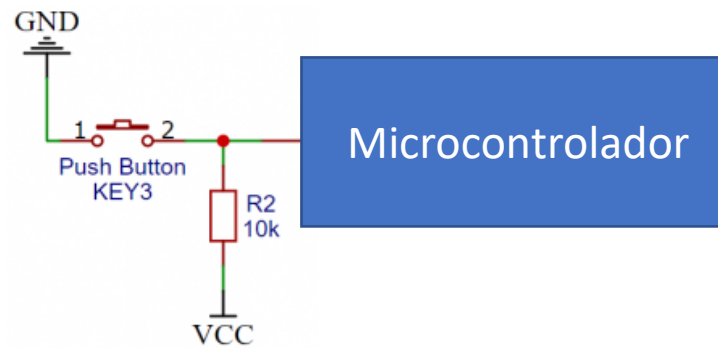 GND
1 2
Push Button
KEY3
Microcontrolador
R2
10k
VCC